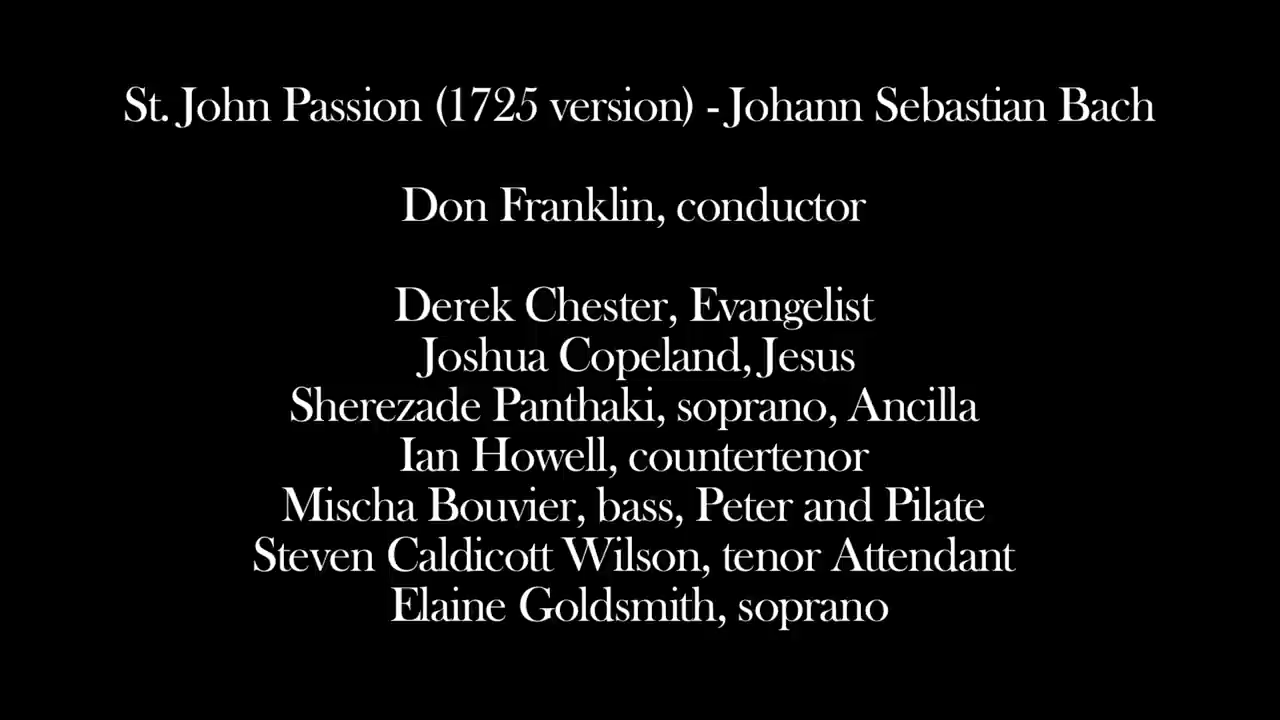 St. John Passion (1725 version) - Johann Sebastian Bach
Don Franklin, conductor
Derek Chester, Evangelist
Joshua Copeland, Jesus
Sherezade Panthaki, soprano, Ancilla
Ian Howell, countertenor
Mischa Bouvier, bass, Peter and Pilate
Steven Caldicott Wilson, tenor Attendant
Elaine Goldsmith, soprano